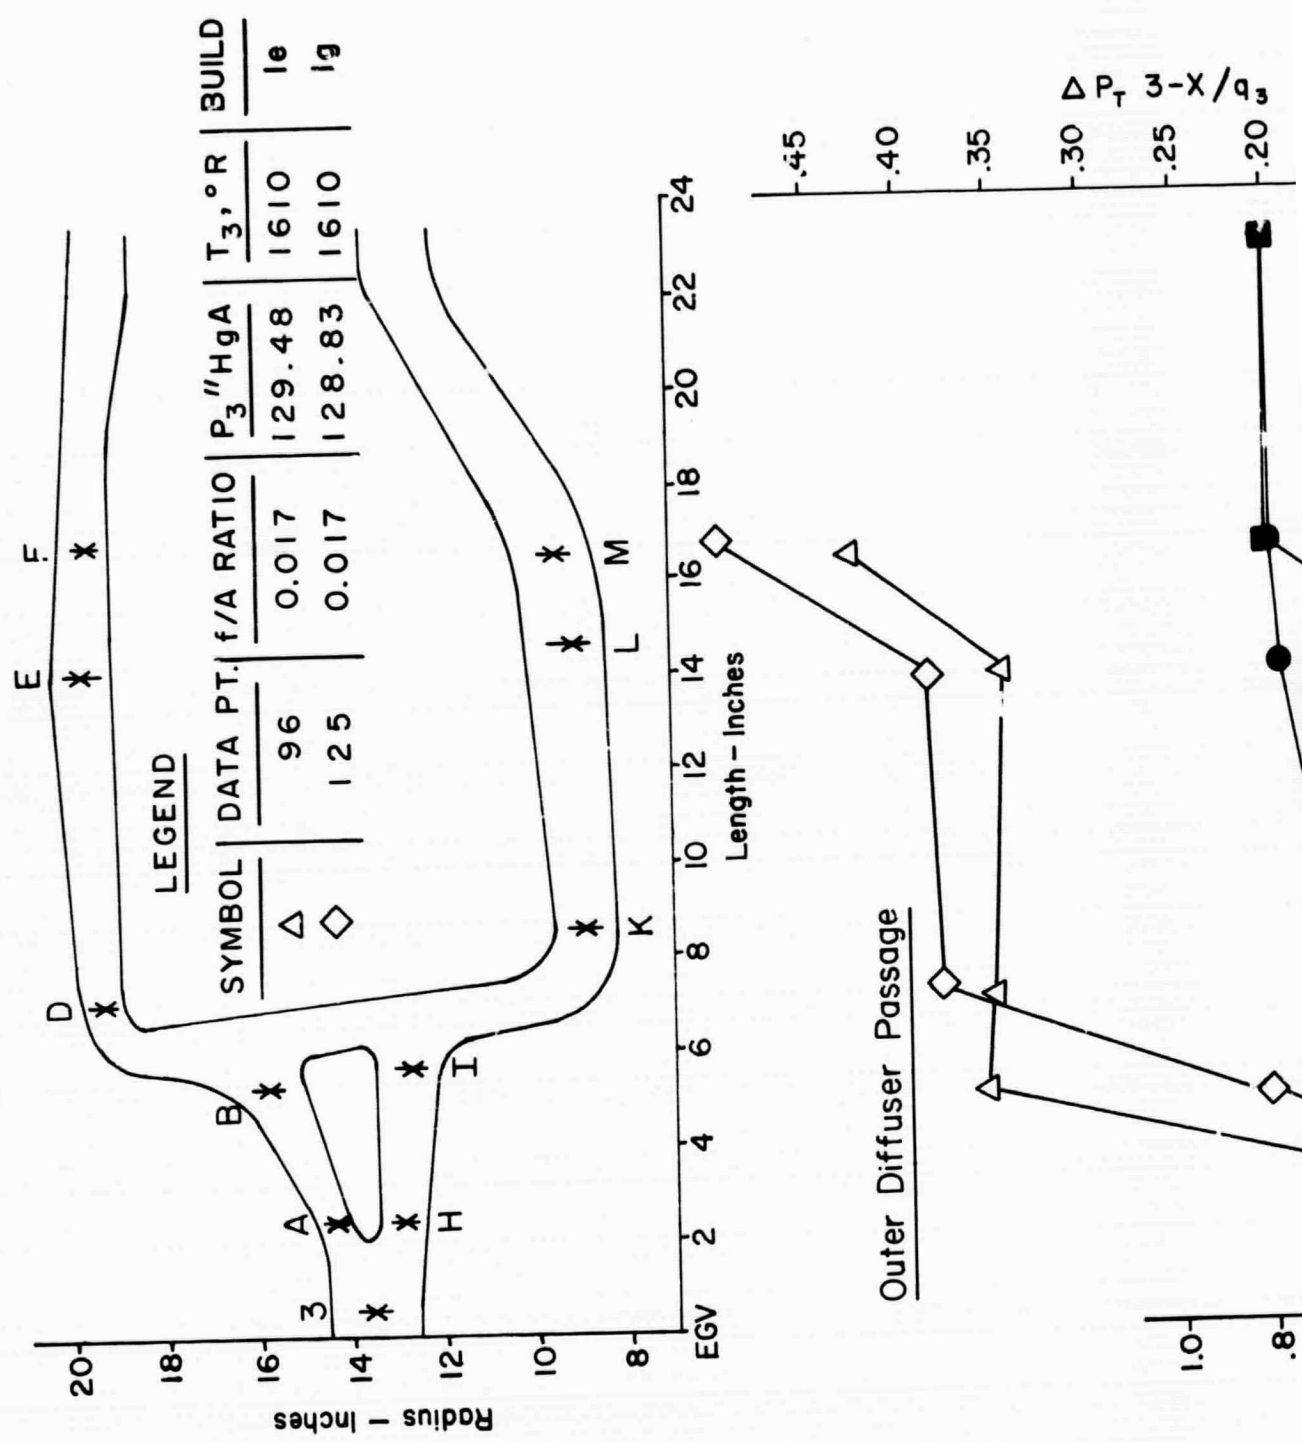 F
E
D
B
A
3
H
I
K
L
M
LEGEND
SYMBOL DATA PT. f/A RATIO P3 "HgA T3, °R BUILD
△ 96 0.017 129.48 1610 1e
◇ 125 0.017 128.83 1610 1g
20 18 16 14 12 10 8
Radius – Inches
EGV 2 4 6 8 10 12 14 16 18 20 22 24
Length – Inches
Outer Diffuser Passage
.45 .40 .35 .30 .25 .20
Δ PT 3-X/q3
1.0 .8